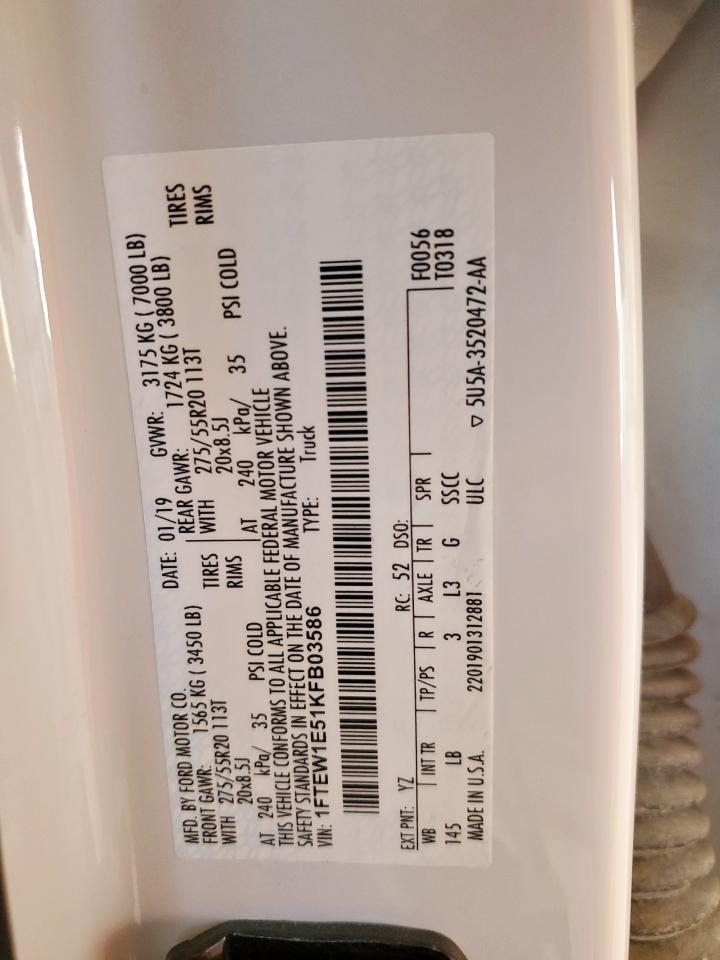 MFD. BY FORD MOTOR CO.
DATE: 01/19 GVWR: 3175 KG ( 7000 LB)
FRONT GAWR: 1565 KG ( 3450 LB) REAR GAWR: 1724 KG ( 3800 LB)
WITH 275/55R20 113T TIRES WITH 275/55R20 113T TIRES
20x8.5J RIMS 20x8.5J RIMS
AT 240 kPa/ 35 PSI COLD AT 240 kPa/ 35 PSI COLD
THIS VEHICLE CONFORMS TO ALL APPLICABLE FEDERAL MOTOR VEHICLE
SAFETY STANDARDS IN EFFECT ON THE DATE OF MANUFACTURE SHOWN ABOVE.
VIN: 1FTEW1E51KFB03586 TYPE: Truck
EXT PNT: YZ RC: 52 DSO: F0056
WB INT TR TP/PS R AXLE TR SPR T0318
145 LB 3 L3 G SSCC
MADE IN U.S.A. 2201901312881 ULC ▽ 5U5A-3520472-AA